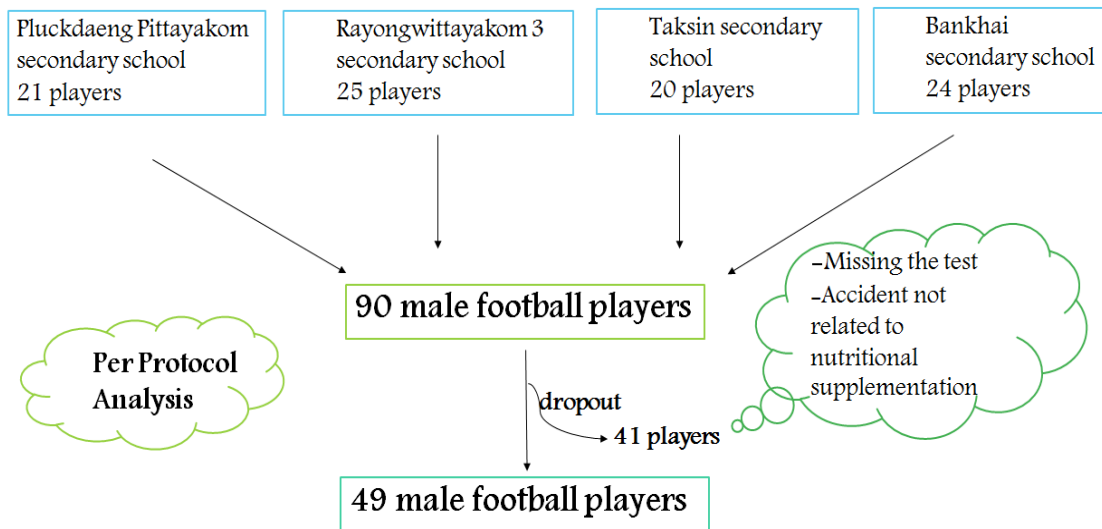 Pluckdaeng Pittayakom
secondary school
21 players
Rayongwittayakom 3
secondary school
25 players
Taksin secondary
school
20 players
Bankhai
secondary school
24 players
90 male football players
-Missing the test
-Accident not
related to
nutritional
supplementation
Per Protocol
Analysis
dropout
41 players
49 male football players